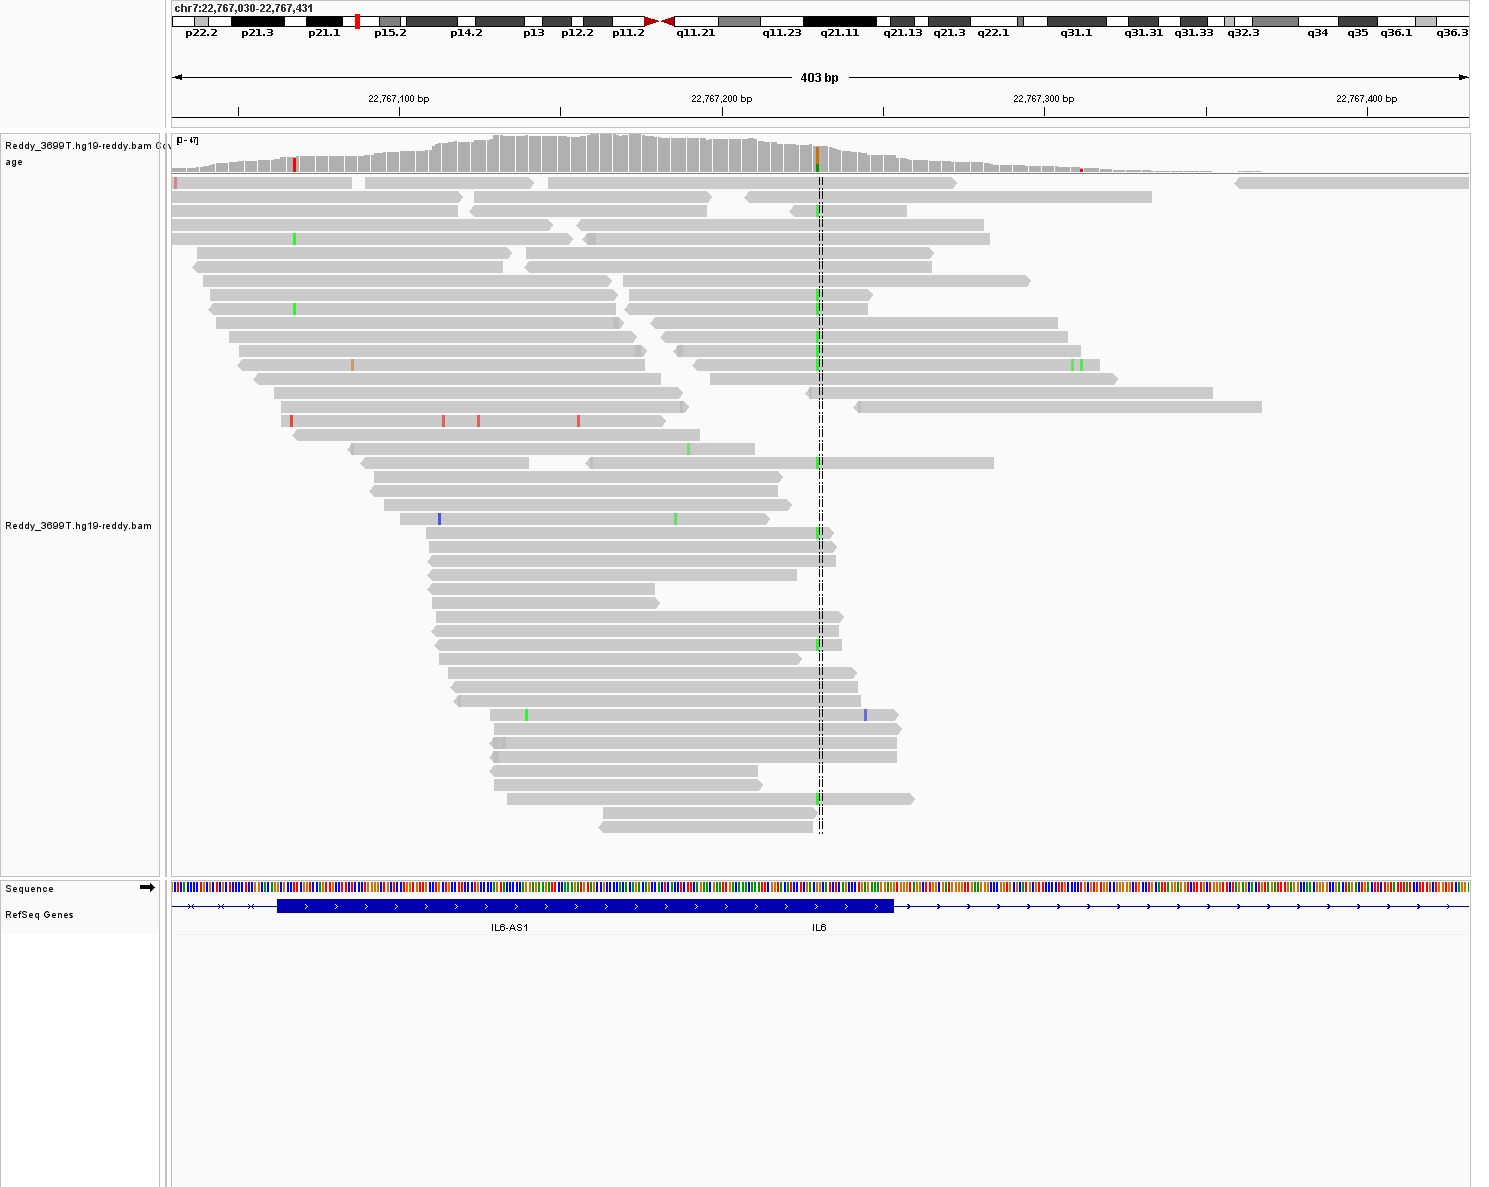 chr7:22,767,030-22,767,431
p22.2 p21.3 p21.1 p15.2 p14.2 p13 p12.2 p11.2 q11.21 q11.23 q21.11 q21.13 q21.3 q22.1 q31.1 q31.31 q31.33 q32.3 q34 q35 q36.1 q36.3
403 bp
22,767,100 bp 22,767,200 bp 22,767,300 bp 22,767,400 bp
[0 - 47]
Reddy_3699T.hg19-reddy.bam Cov
age
Reddy_3699T.hg19-reddy.bam
Sequence
RefSeq Genes
IL6-AS1 IL6